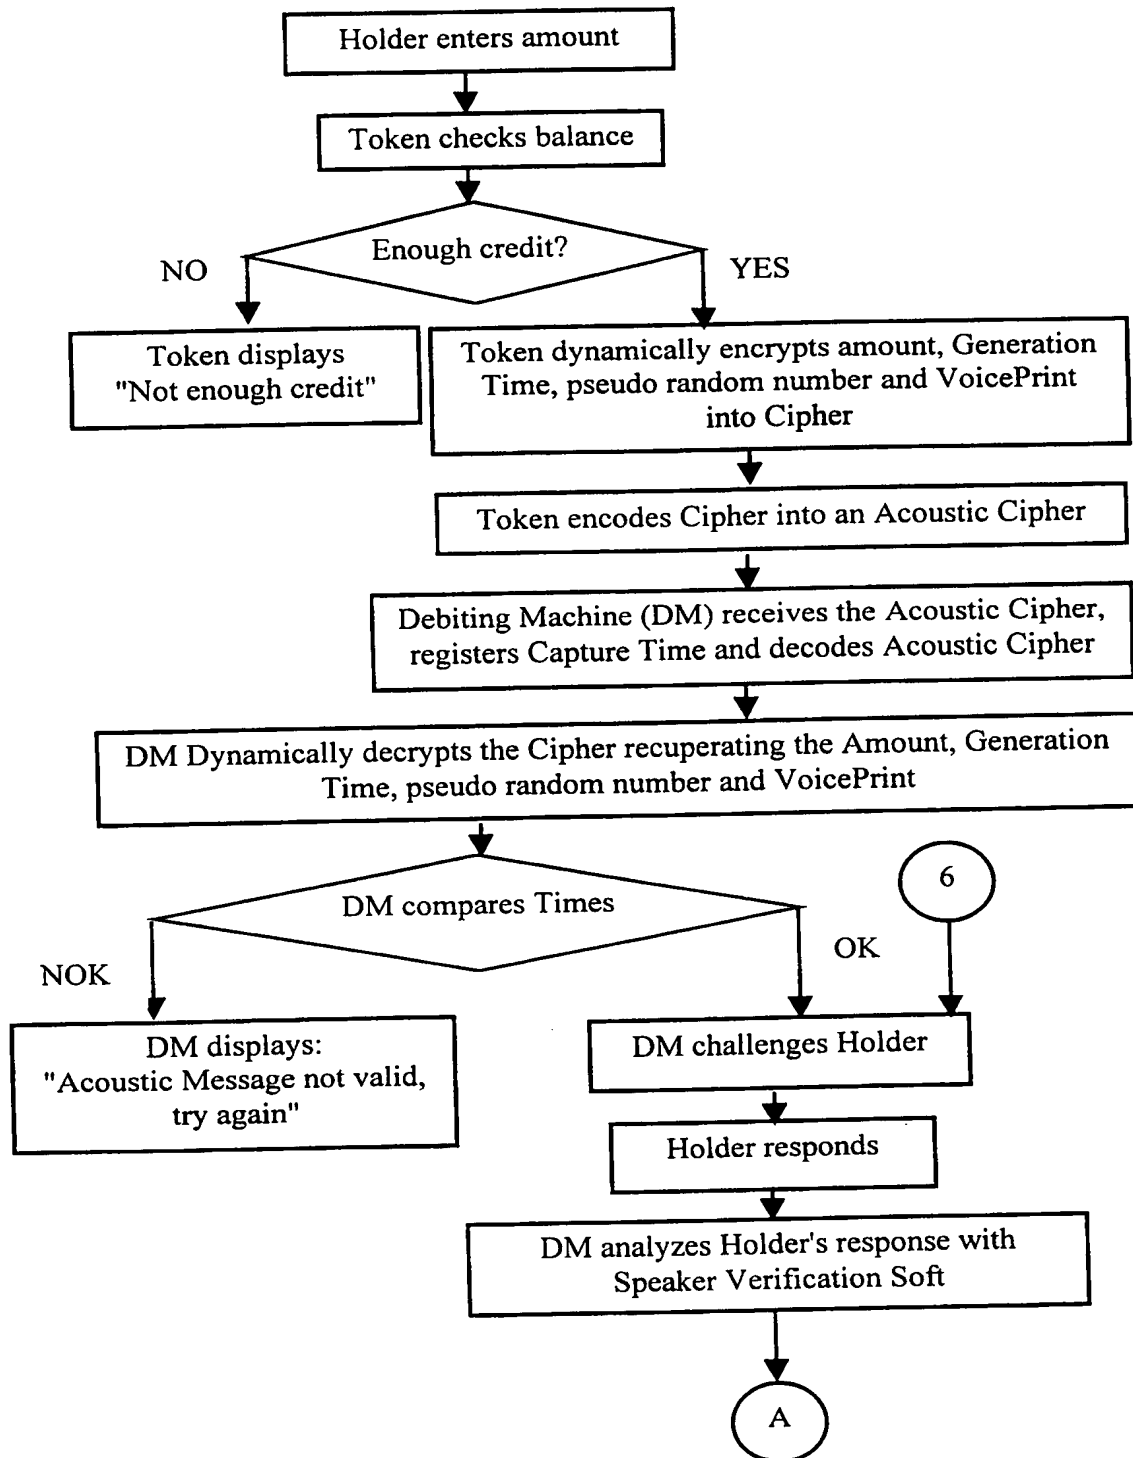 Holder enters amount
Token checks balance
Enough credit?
NO
YES
Token displays
"Not enough credit"
Token dynamically encrypts amount, Generation
Time, pseudo random number and VoicePrint
into Cipher
Token encodes Cipher into an Acoustic Cipher
Debiting Machine (DM) receives the Acoustic Cipher,
registers Capture Time and decodes Acoustic Cipher
DM Dynamically decrypts the Cipher recuperating the Amount, Generation
Time, pseudo random number and VoicePrint
DM compares Times
6
NOK
OK
DM displays:
"Acoustic Message not valid,
try again"
DM challenges Holder
Holder responds
DM analyzes Holder's response with
Speaker Verification Soft
A